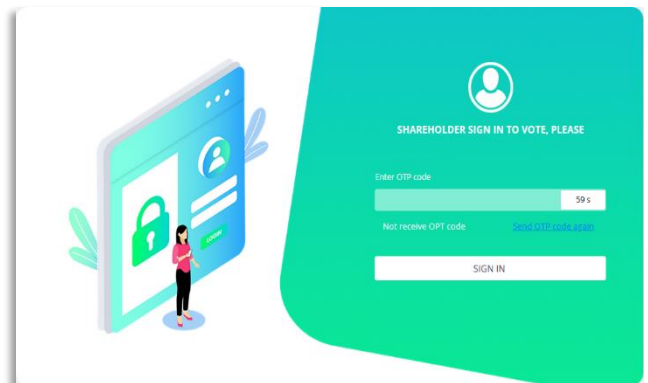 SHAREHOLDER SIGN IN TO VOTE, PLEASE
Enter OTP code
59 s
Not receive OPT code Send OTP code again
SIGN IN
LOGIN